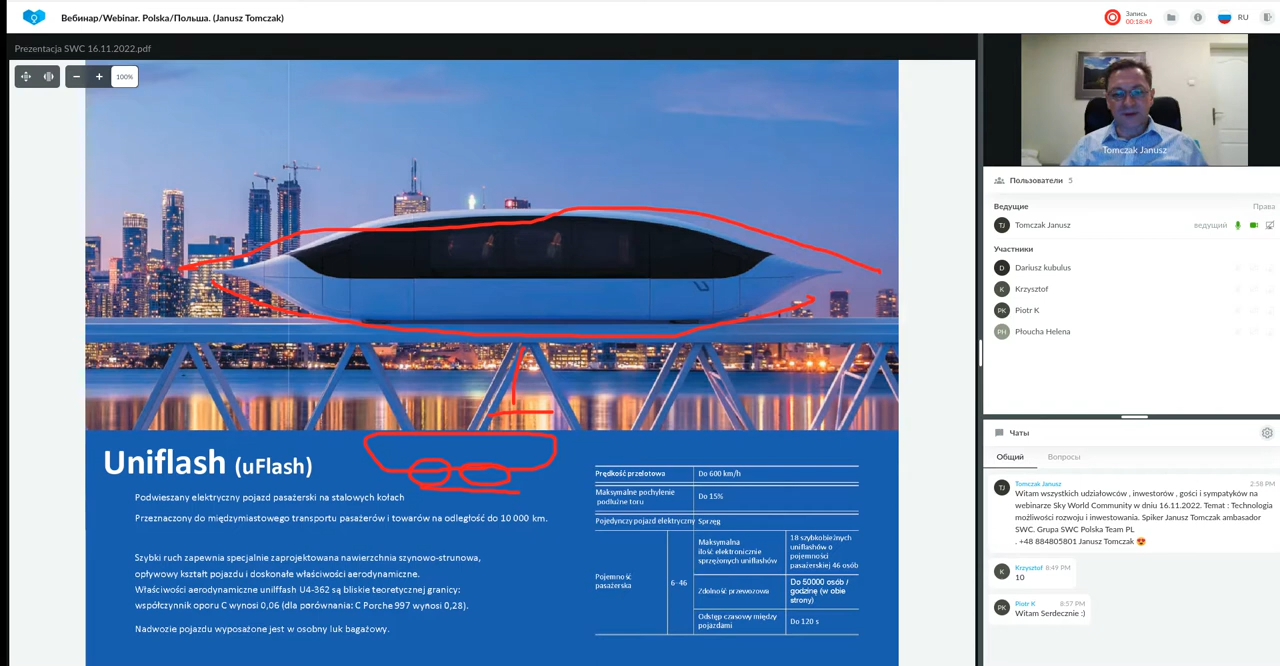 Вебинар/Webinar. Polska/Польша. (Janusz Tomczak)
Запись
00:18:49
RU
Prezentacja SWC 16.11.2022.pdf
100%
Uniflash (uFlash)
Podwieszany elektryczny pojazd pasażerski na stalowych kołach
Przeznaczony do międzymiastowego transportu pasażerów i towarów na odległość do 10 000 km.
Szybki ruch zapewnia specjalnie zaprojektowana nawierzchnia szynowo-strunowa,
opływowy kształt pojazdu i doskonałe właściwości aerodynamiczne.
Właściwości aerodynamiczne unilfash U4-362 są bliskie teoretycznej granicy:
współczynnik oporu C wynosi 0,06 (dla porównania: C Porche 997 wynosi 0,28).
Nadwozie pojazdu wyposażone jest w osobny luk bagażowy.
Prędkość przelotowa
Do 600 km/h
Maksymalne pochylenie
podłużne toru
Do 15%
Pojedynczy pojazd elektryczny
Sprzęg
Pojemność
pasażerska
6-46
Maksymalna
ilość elektronicznie
sprzężonych uniflashów
18 szybkobieżnych
uniflashów o
pojemności
pasażerskiej 46 osób
Zdolność przewozowa
Do 50000 osób /
godzinę (w obie
strony)
Odstęp czasowy między
pojazdami
Do 120 s
Tomczak Janusz
Пользователи 5
Ведущие
Права
TJ
Tomczak Janusz
ведущий
Участники
D
Dariusz kubulus
K
Krzysztof
PK
Piotr K
PH
Płoucha Helena
Чаты
Общий
Вопросы
TJ
Tomczak Janusz
2:58 PM
Witam wszystkich udziałowców , inwestorów , gości i sympatyków na
webinarze Sky World Community w dniu 16.11.2022. Temat : Technologia
możliwości rozwoju i inwestowania. Spiker Janusz Tomczak ambasador
SWC. Grupa SWC Polska Team PL
. +48 884805801 Janusz Tomczak 😍
K
Krzysztof 8:49 PM
10
PK
Piotr K 8:57 PM
Witam Serdecznie :)